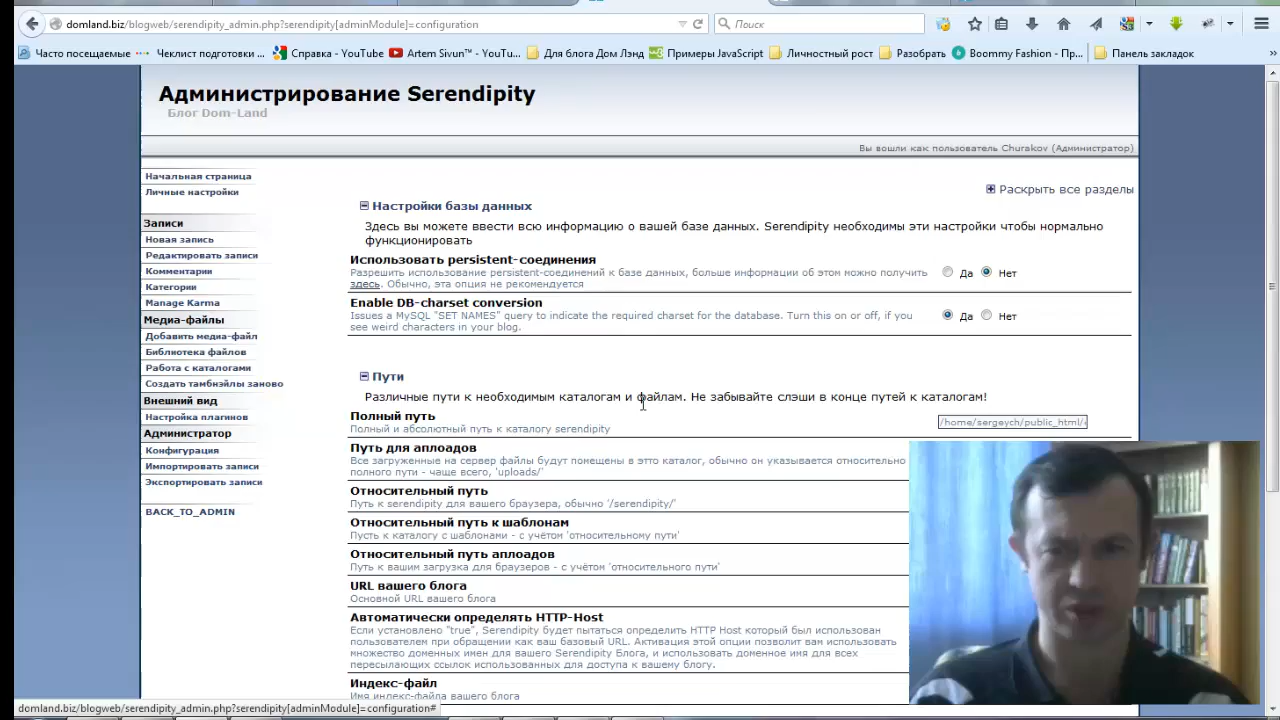 domland.biz/blogweb/serendipity_admin.php?serendipity[adminModule]=configuration
Поиск
Часто посещаемые
Чеклист подготовки ...
Справка - YouTube
Artem Sivun™ - YouTu...
Для блога Дом Лэнд
Примеры JavaScript
Личностный рост
Разобрать
Bommy Fashion - Пр...
Панель закладок
»
Администрирование Serendipity
Блог Dom-Land
Вы вошли как пользователь Churakov (Администратор)
Начальная страница
Личные настройки
Записи
Новая запись
Редактировать записи
Комментарии
Категории
Manage Karma
Медиа-файлы
Добавить медиа-файл
Библиотека файлов
Работа с каталогами
Создать тамбнэйлы заново
Внешний вид
Настройка плагинов
Администратор
Конфигурация
Импортировать записи
Экспортировать записи
BACK_TO_ADMIN
Раскрыть все разделы
Настройки базы данных
Здесь вы можете ввести всю информацию о вашей базе данных. Serendipity необходимы эти настройки чтобы нормально
функционировать
Использовать persistent-соединения
Разрешить использование persistent-соединений к базе данных, больше информации об этом можно получить
здесь. Обычно, эта опция не рекомендуется
Да Нет
Enable DB-charset conversion
Issues a MySQL "SET NAMES" query to indicate the required charset for the database. Turn this on or off, if you
see weird characters in your blog.
Да Нет
Пути
Различные пути к необходимым каталогам и файлам. Не забывайте слэши в конце путей к каталогам!
Полный путь
Полный и абсолютный путь к каталогу serendipity
/home/sergeych/public_html/
Путь для аплоадов
Все загруженные на сервер файлы будут помещены в этто каталог, обычно он указывается относительно
полного пути - чаще всего, 'uploads/'
Относительный путь
Путь к serendipity для вашего браузера, обычно '/serendipity/'
Относительный путь к шаблонам
Пусть к каталогу с шаблонами - с учётом 'относительному пути'
Относительный путь аплоадов
Путь к вашим загрузка для браузеров - с учётом 'относительного пути'
URL вашего блога
Основной URL вашего блога
Автоматически определять HTTP-Host
Если установлено "true", Serendipity будет пытаться определить HTTP Host который был использован
пользователем при обращении как ваш базовый URL. Активация этой опции позволит вам использовать
множество доменных имен для вашего Serendipity Блога, и использовать доменное имя для всех
пересылающих ссылок использованных для доступа к вашему блогу.
Индекс-файл
Имя индекс-файла вашего блога
domland.biz/blogweb/serendipity_admin.php?serendipity[adminModule]=configuration#